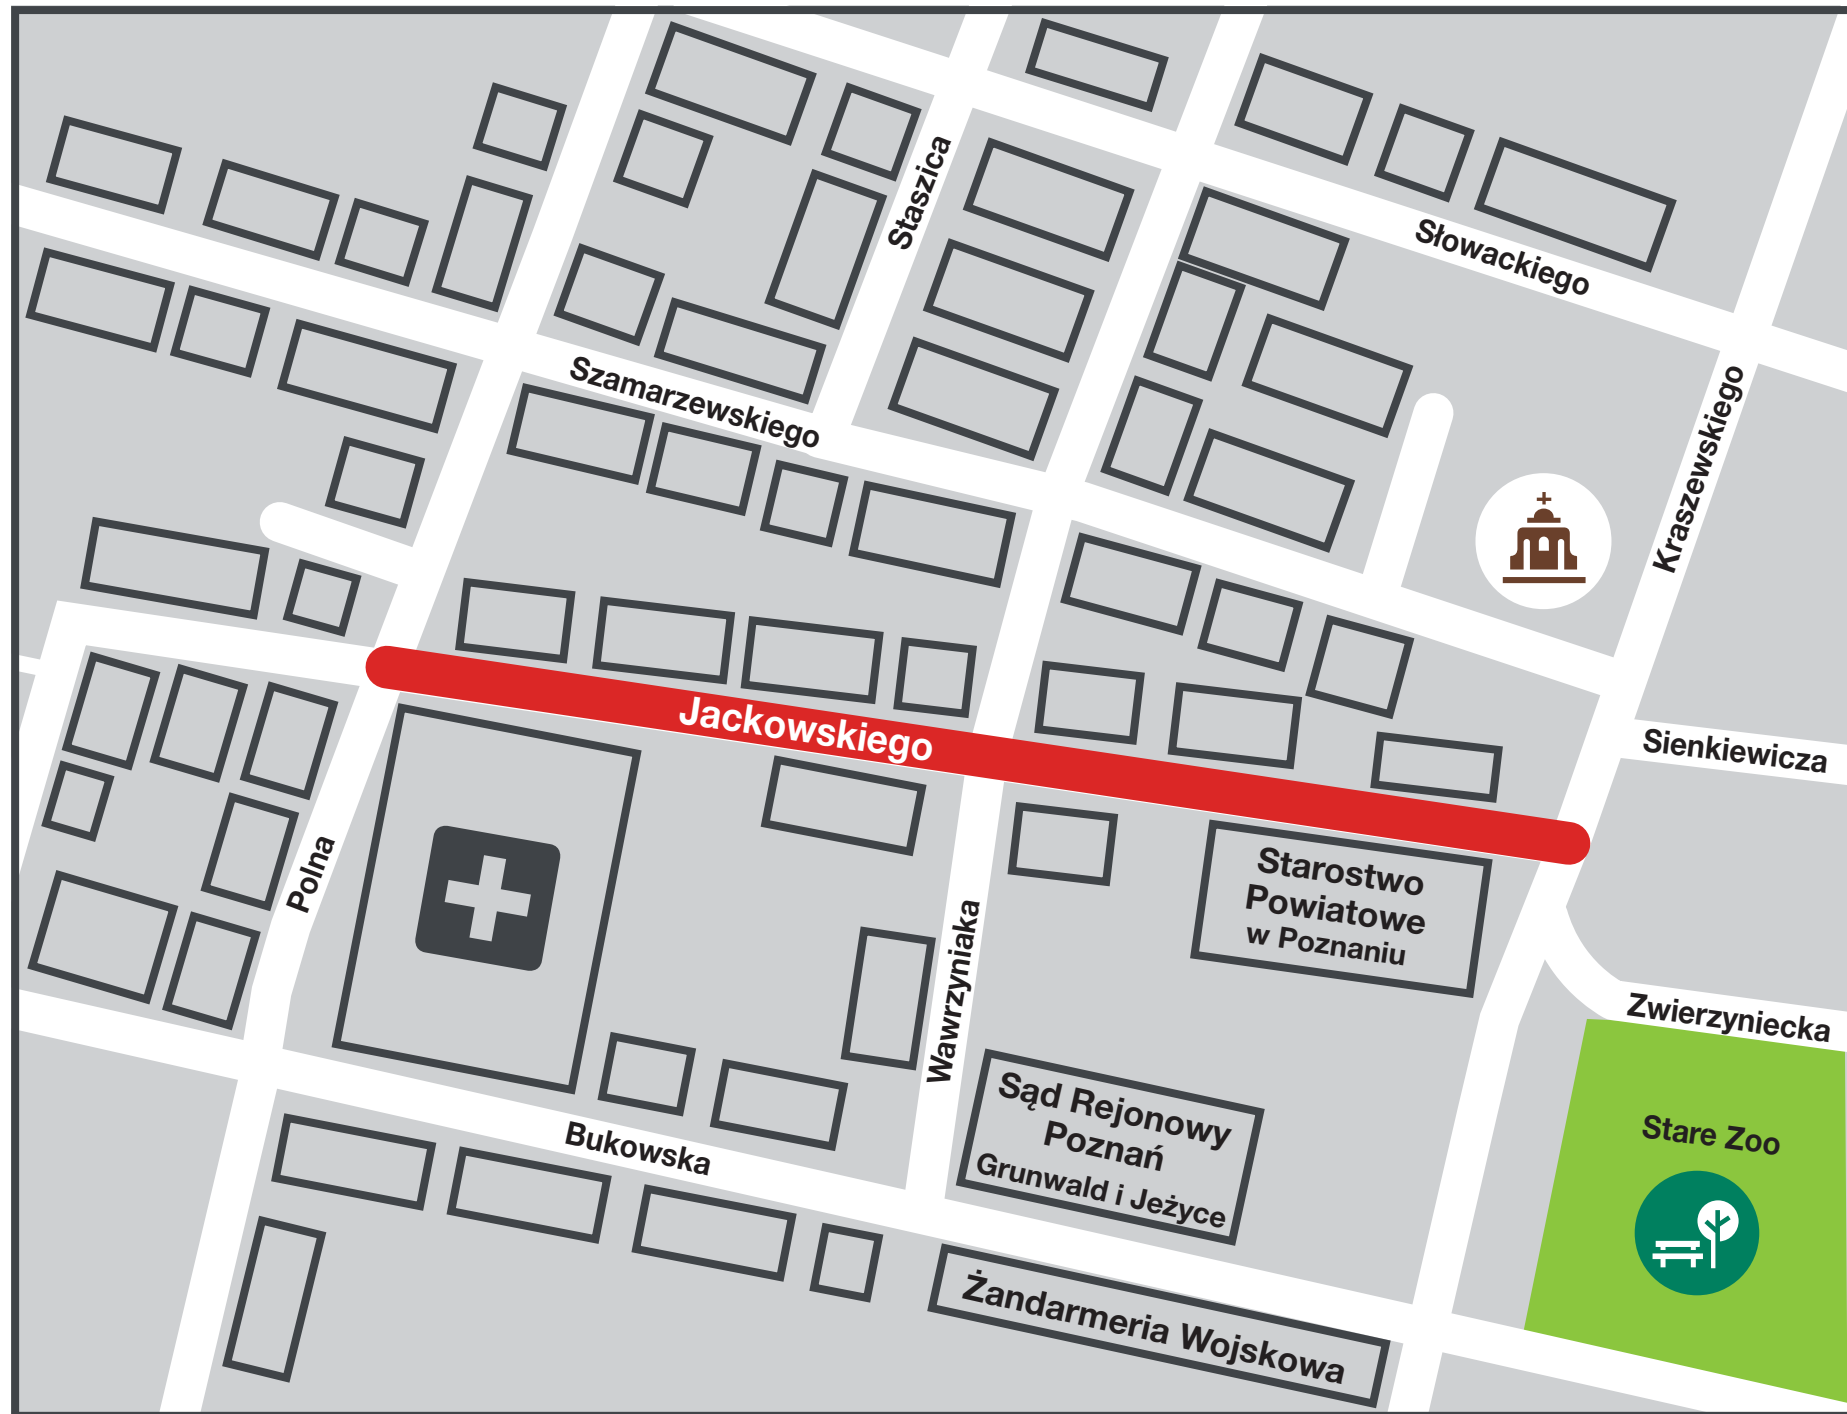 Staszica
Słowackiego
Szamarzewskiego
Kraszewskiego
Jackowskiego
Sienkiewicza
Polna
Starostwo
Powiatowe
w Poznaniu
Wawrzyniaka
Zwierzyniecka
Sąd Rejonowy
Poznań
Grunwald i Jeżyce
Stare Zoo
Bukowska
Żandarmeria Wojskowa